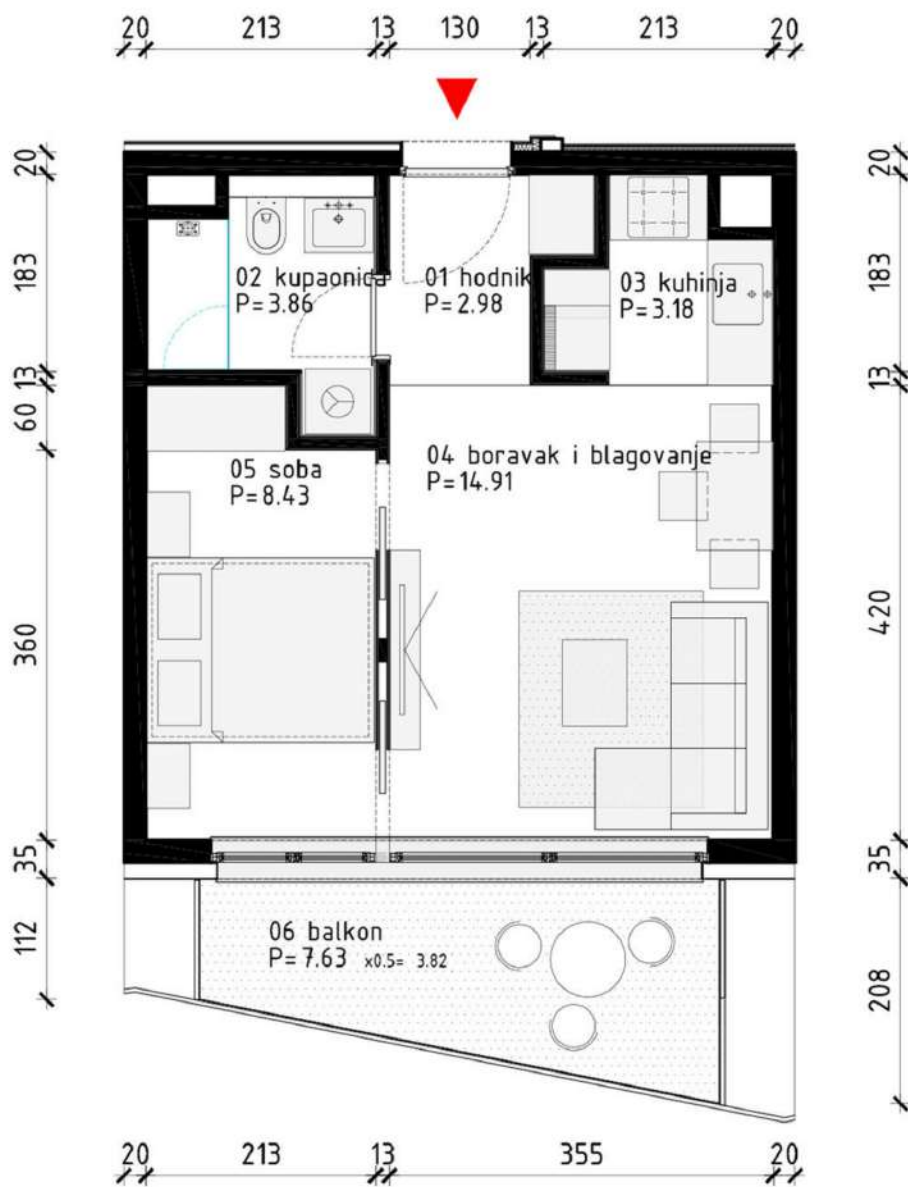 20 213 13 130 13 213 20
20
183
13
60
360
35
112
02 kupaonica
P=3.86
01 hodnik
P=2.98
03 kuhinja
P=3.18
04 boravak i blagovanje
P=14.91
05 soba
P=8.43
06 balkon
P=7.63 x0.5= 3.82
20
183
13
420
35
208
20 213 13 355 20